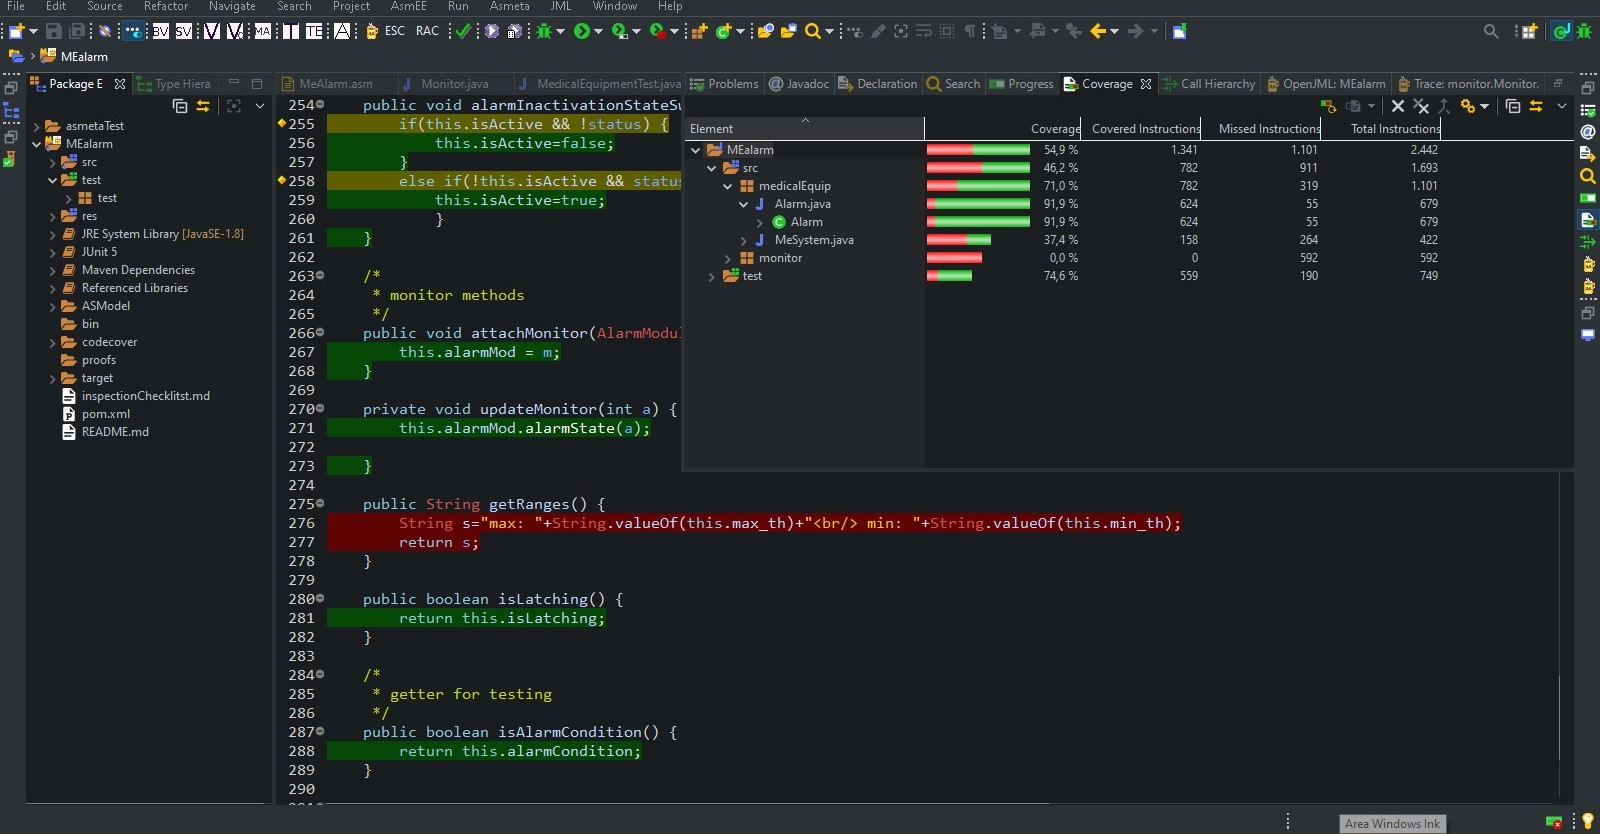 File Edit Source Refactor Navigate Search Project AsmEE Run Asmeta JML Window Help
BV SV V V MA T TE A ESC RAC
MEalarm
Package E Type Hiera
asmetaTest
MEalarm
src
test
test
res
JRE System Library [JavaSE-1.8]
JUnit 5
Maven Dependencies
Referenced Libraries
ASModel
bin
codecover
proofs
target
inspectionChecklitst.md
pom.xml
README.md
MeAlarm.asm Monitor.java MedicalEquipmentTest.java
254 public void alarmInactivationStateSw
255 if(this.isActive && !status) {
256 this.isActive=false;
257 }
258 else if(!this.isActive && status
259 this.isActive=true;
260 }
261 }
262
263 /*
264 * monitor methods
265 */
266 public void attachMonitor(AlarmModul
267 this.alarmMod = m;
268 }
269
270 private void updateMonitor(int a) {
271 this.alarmMod.alarmState(a);
272
273 }
274
275 public String getRanges() {
276 String s="max: "+String.valueOf(this.max_th)+"<br/> min: "+String.valueOf(this.min_th);
277 return s;
278 }
279
280 public boolean isLatching() {
281 return this.isLatching;
282 }
283
284 /*
285 * getter for testing
286 */
287 public boolean isAlarmCondition() {
288 return this.alarmCondition;
289 }
290
Problems Javadoc Declaration Search Progress Coverage Call Hierarchy OpenJML: MEalarm Trace: monitor.Monitor.
Element Coverage Covered Instructions Missed Instructions Total Instructions
MEalarm 54,9 % 1.341 1.101 2.442
src 46,2 % 782 911 1.693
medicalEquip 71,0 % 782 319 1.101
Alarm.java 91,9 % 624 55 679
Alarm 91,9 % 624 55 679
MeSystem.java 37,4 % 158 264 422
monitor 0,0 % 0 592 592
test 74,6 % 559 190 749
Area Windows Ink